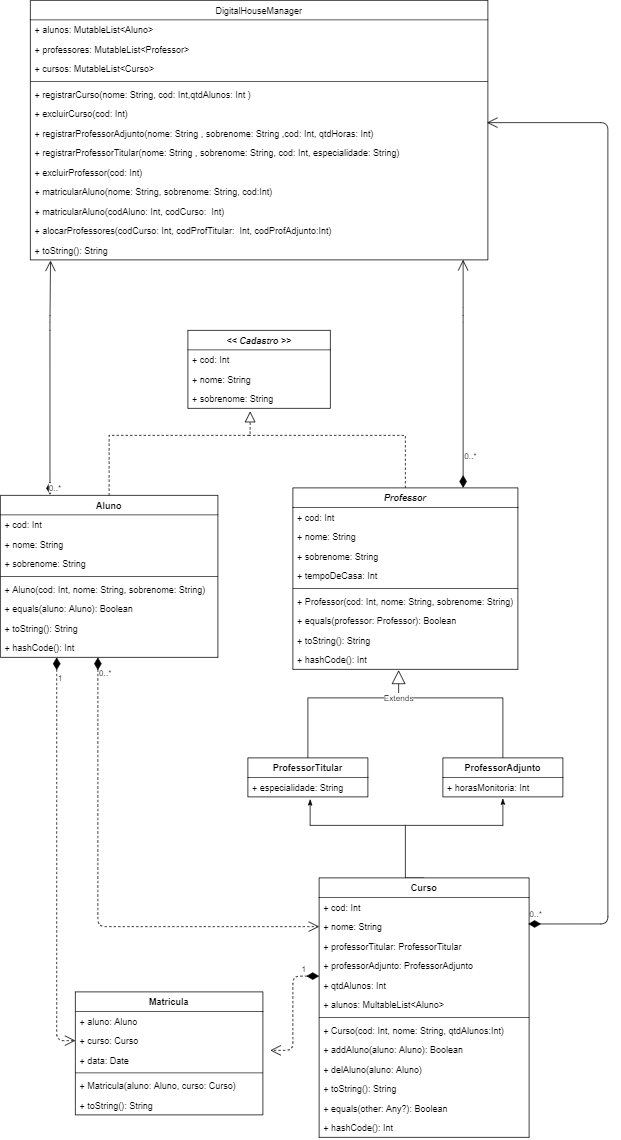 DigitalHouseManager
+ alunos: MutableList<Aluno>
+ professores: MutableList<Professor>
+ cursos: MutableList<Curso>
+ registrarCurso(nome: String, cod: Int,qtdAlunos: Int )
+ excluirCurso(cod: Int)
+ registrarProfessorAdjunto(nome: String , sobrenome: String ,cod: Int, qtdHoras: Int)
+ registrarProfessorTitular(nome: String , sobrenome: String, cod: Int, especialidade: String)
+ excluirProfessor(cod: Int)
+ matricularAluno(nome: String, sobrenome: String, cod:Int)
+ matricularAluno(codAluno: Int, codCurso:  Int)
+ alocarProfessores(codCurso: Int, codProfTitular:  Int, codProfAdjunto:Int)
+ toString(): String
<< Cadastro >>
+ cod: Int
+ nome: String
+ sobrenome: String
0..*
0..*
Aluno
+ cod: Int
+ nome: String
+ sobrenome: String
+ Aluno(cod: Int, nome: String, sobrenome: String)
+ equals(aluno: Aluno): Boolean
+ toString(): String
+ hashCode(): Int
1
0..*
Professor
+ cod: Int
+ nome: String
+ sobrenome: String
+ tempoDeCasa: Int
+ Professor(cod: Int, nome: String, sobrenome: String)
+ equals(professor: Professor): Boolean
+ toString(): String
+ hashCode(): Int
Extends
ProfessorTitular
+ especialidade: String
ProfessorAdjunto
+ horasMonitoria: Int
Curso
+ cod: Int
+ nome: String
+ professorTitular: ProfessorTitular
+ professorAdjunto: ProfessorAdjunto
+ qtdAlunos: Int
+ alunos: MultableList<Aluno>
+ Curso(cod: Int, nome: String, qtdAlunos:Int)
+ addAluno(aluno: Aluno): Boolean
+ delAluno(aluno: Aluno)
+ toString(): String
+ equals(other: Any?): Boolean
+ hashCode(): Int
0..*
1
Matricula
+ aluno: Aluno
+ curso: Curso
+ data: Date
+ Matricula(aluno: Aluno, curso: Curso)
+ toString(): String